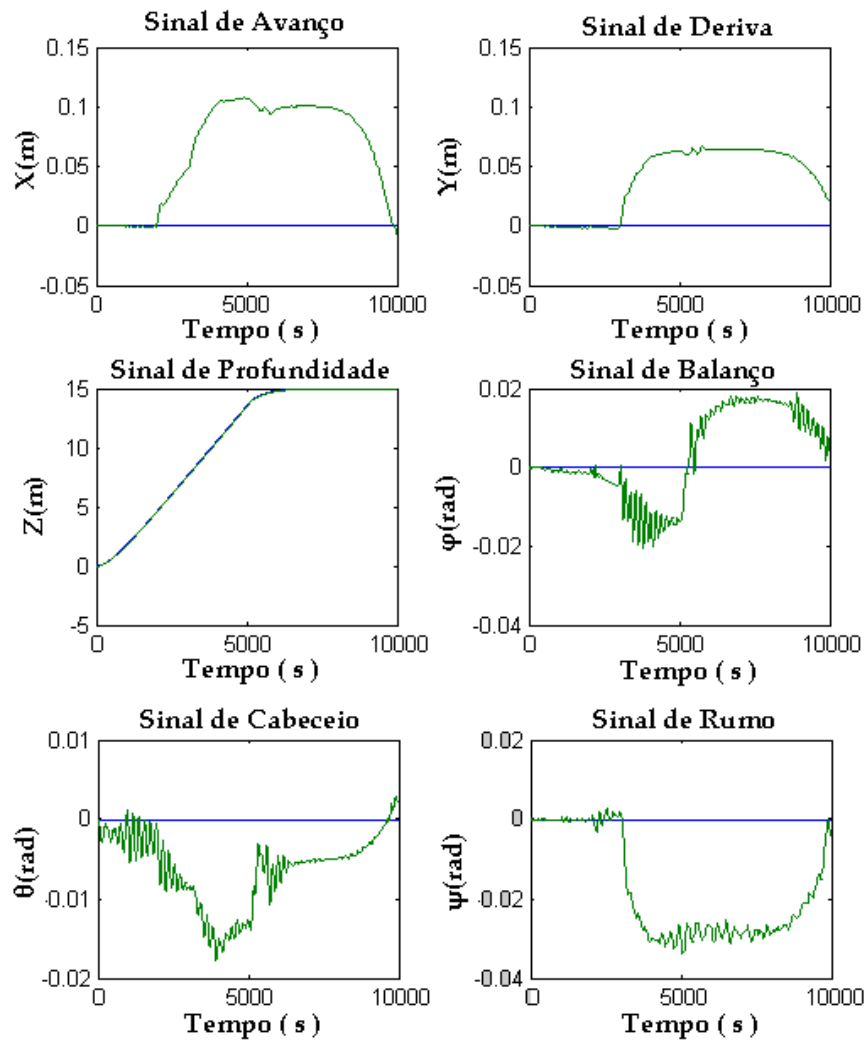 Sinal de Avanço
0.15
0.1
0.05
0
-0.05
X(m)
0
5000
10000
Tempo ( s )
Sinal de Deriva
0.15
0.1
0.05
0
-0.05
Y(m)
0
5000
10000
Tempo ( s )
Sinal de Profundidade
15
10
5
0
-5
Z(m)
0
5000
10000
Tempo ( s )
Sinal de Balanço
0.02
0
-0.02
-0.04
φ(rad)
0
5000
10000
Tempo ( s )
Sinal de Cabeceio
0.01
0
-0.01
-0.02
θ(rad)
0
5000
10000
Tempo ( s )
Sinal de Rumo
0.02
0
-0.02
-0.04
ψ(rad)
0
5000
10000
Tempo ( s )